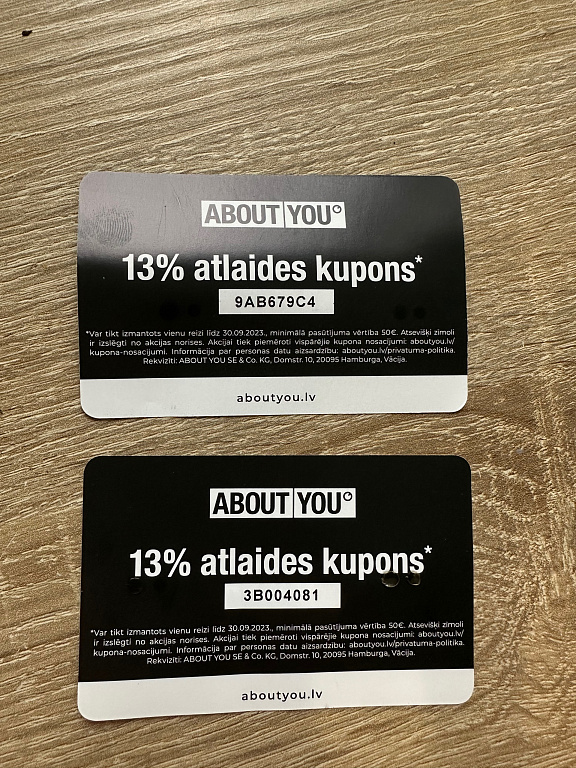 ABOUT|YOU°
13% atlaides kupons*
9AB679C4
*Var tikt izmantots vienu reizi līdz 30.09.2023., minimālā pasūtījuma vērtība 50€. Atsevišķi zīmoli
ir izslēgti no akcijas norises. Akcijai tiek piemēroti vispārējie kupona nosacījumi: aboutyou.lv/
kupona-nosacijumi. Informācija par personas datu aizsardzību: aboutyou.lv/privatuma-politika.
Rekvizīti: ABOUT YOU SE & Co. KG, Domstr. 10, 20095 Hamburga, Vācija.
aboutyou.lv
ABOUT|YOU°
13% atlaides kupons*
3B004081
*Var tikt izmantots vienu reizi līdz 30.09.2023., minimālā pasūtījuma vērtība 50€. Atsevišķi zīmoli
ir izslēgti no akcijas norises. Akcijai tiek piemēroti vispārējie kupona nosacījumi: aboutyou.lv/
kupona-nosacijumi. Informācija par personas datu aizsardzību: aboutyou.lv/privatuma-politika.
Rekvizīti: ABOUT YOU SE & Co. KG, Domstr. 10, 20095 Hamburga, Vācija.
aboutyou.lv